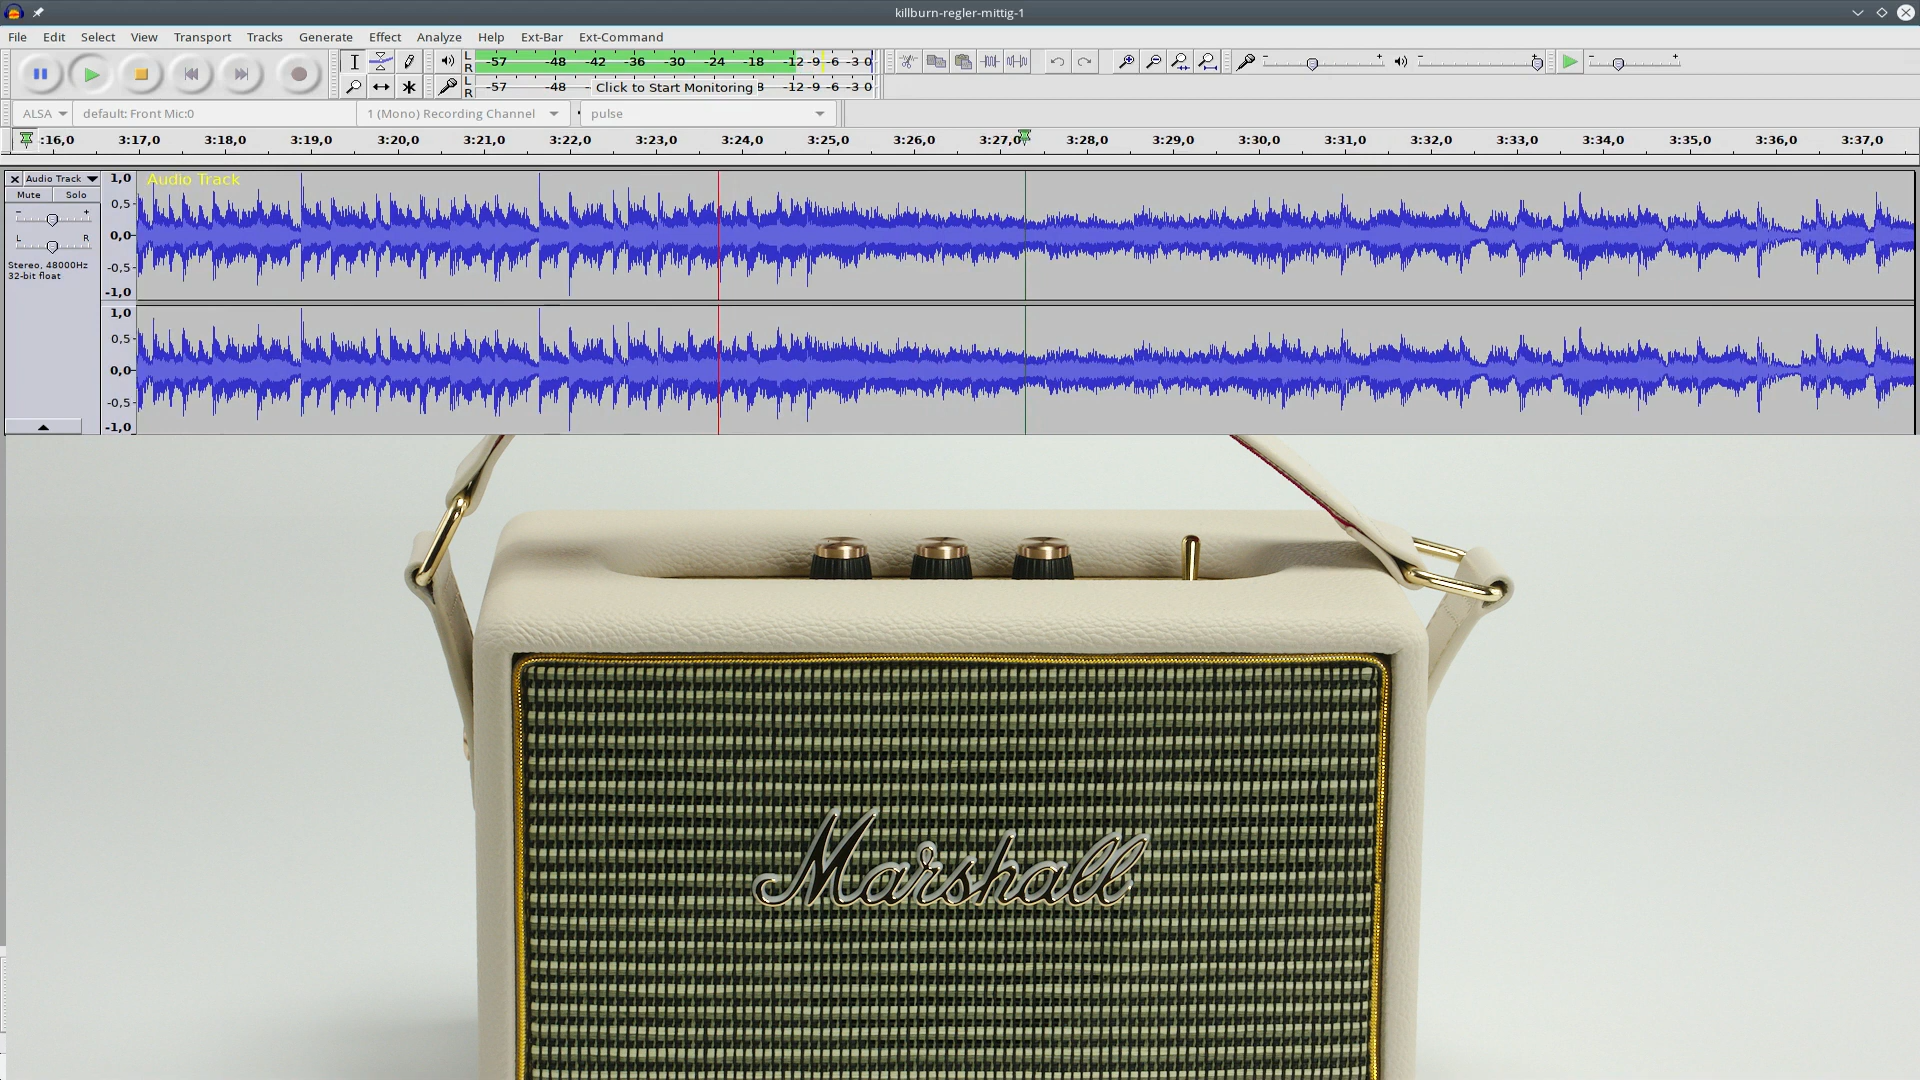 killburn-regler-mittig-1
File Edit Select View Transport Tracks Generate Effect Analyze Help Ext-Bar Ext-Command
L
R
-57 -48 -42 -36 -30 -24 -18 -12 -9 -6 -3 0
L
R
-57 -48 Click to Start Monitoring 8 -12 -9 -6 -3 0
ALSA default: Front Mic:0 1 (Mono) Recording Channel pulse
:16,0 3:17,0 3:18,0 3:19,0 3:20,0 3:21,0 3:22,0 3:23,0 3:24,0 3:25,0 3:26,0 3:27,0 3:28,0 3:29,0 3:30,0 3:31,0 3:32,0 3:33,0 3:34,0 3:35,0 3:36,0 3:37,0
Audio Track
Mute Solo
L R
Stereo, 48000Hz
32-bit float
Audio Track
1,0
0,5
0,0
-0,5
-1,0
1,0
0,5
0,0
-0,5
-1,0
Marshall